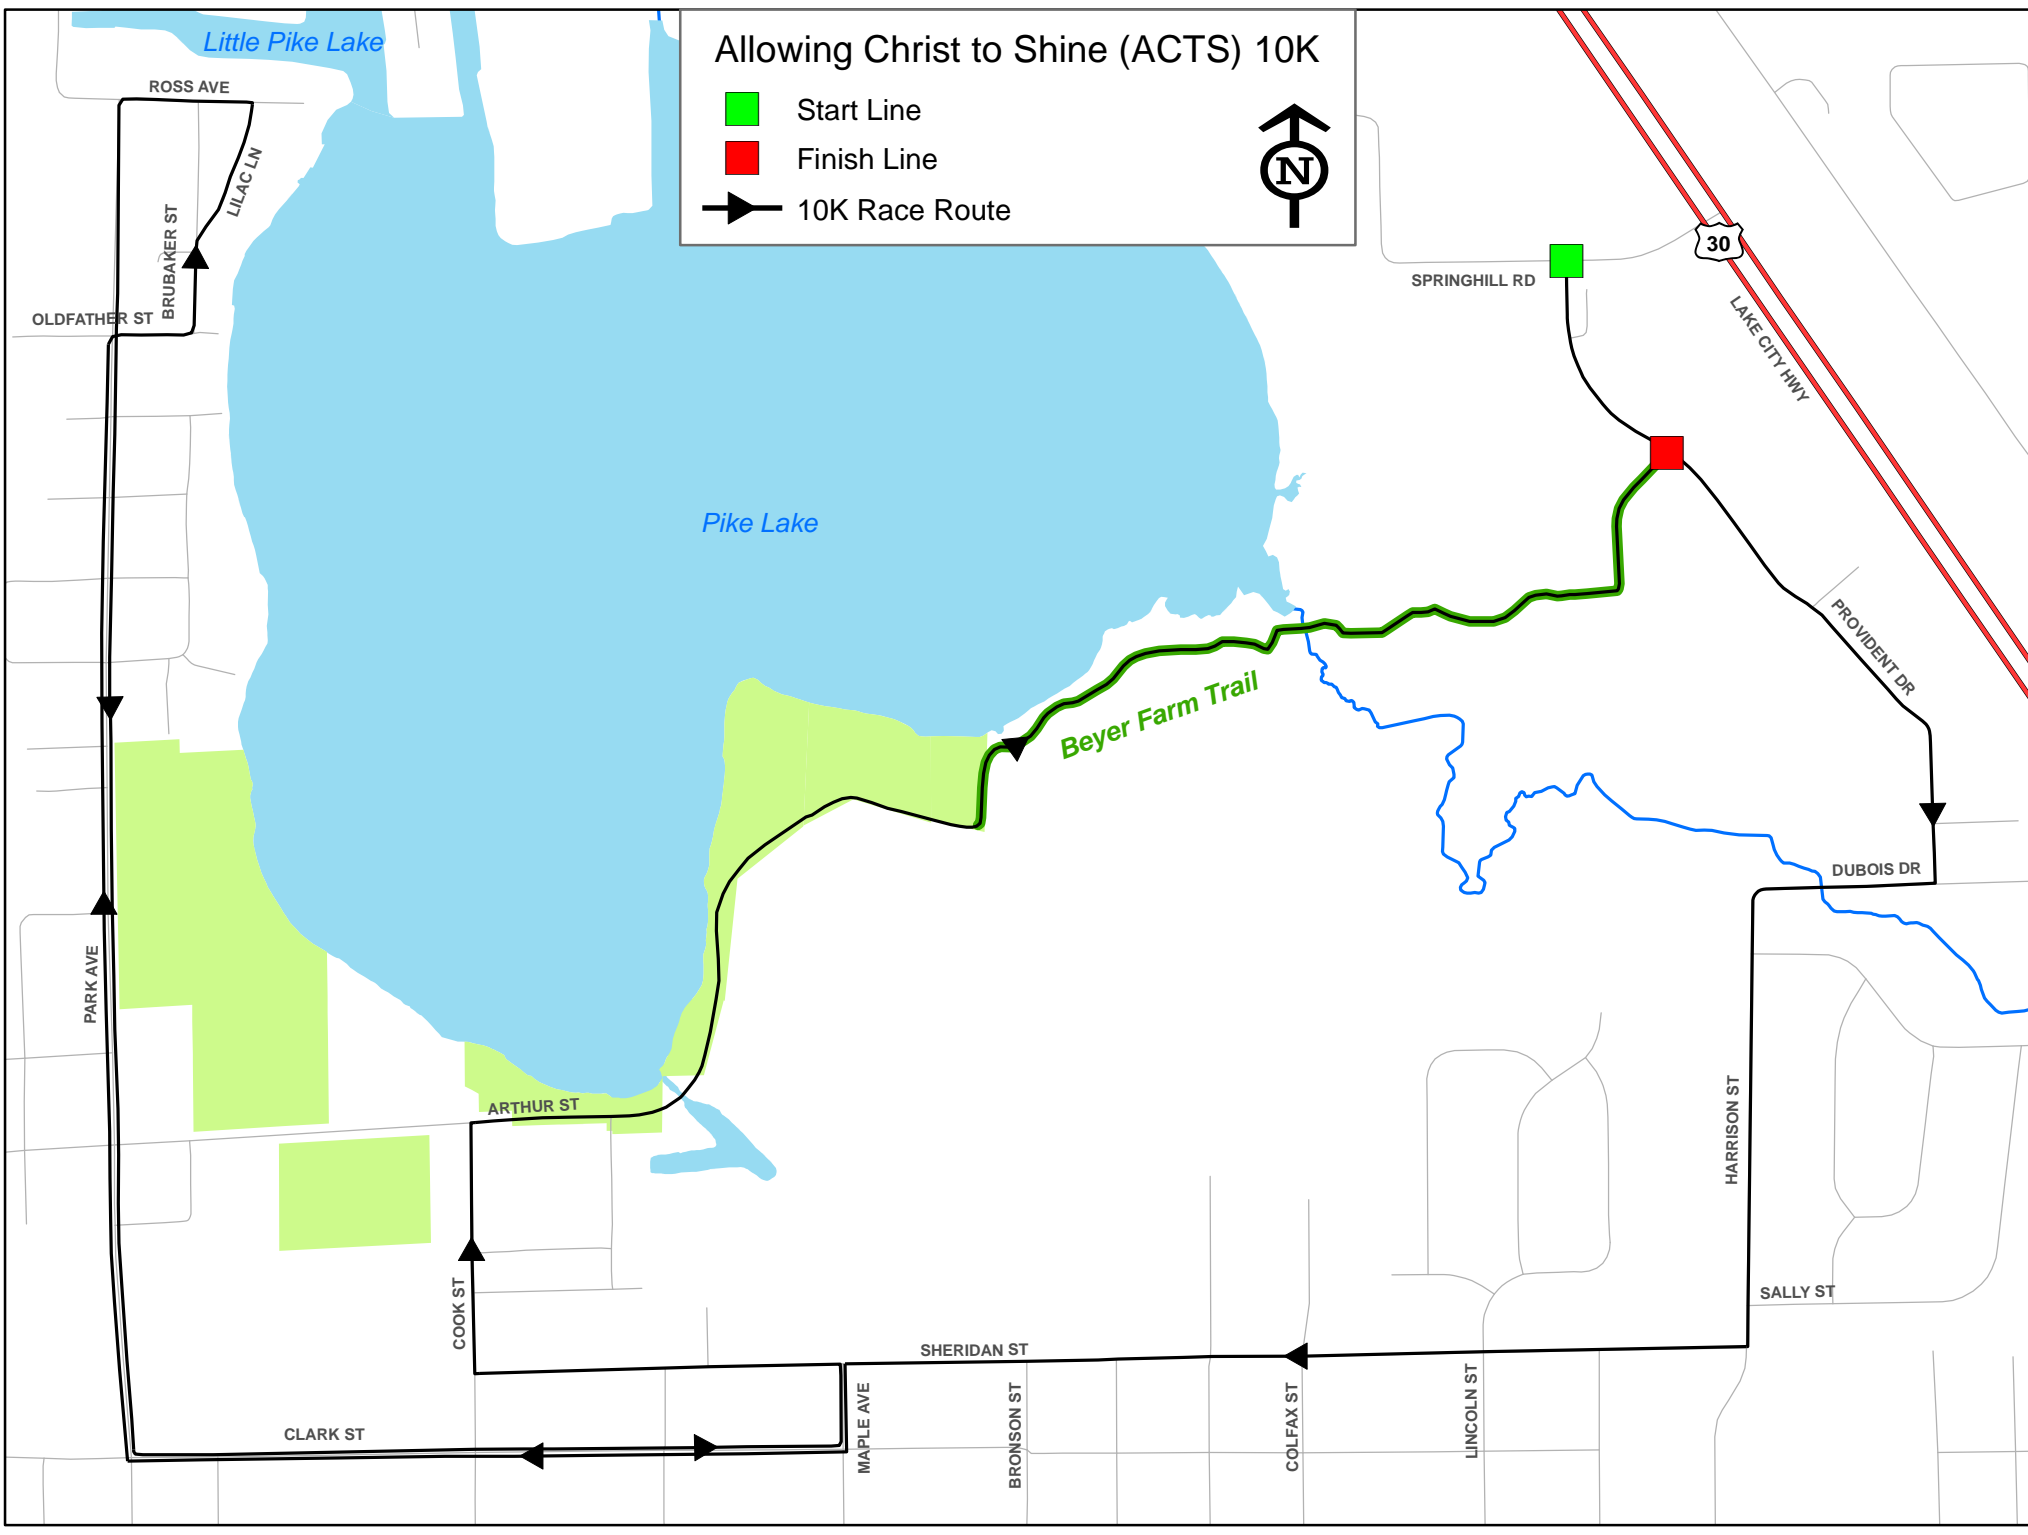 Allowing Christ to Shine (ACTS) 10K
Start Line
Finish Line
10K Race Route
N
Little Pike Lake
ROSS AVE
LILAC LN
BRUBAKER ST
OLDFATHER ST
SPRINGHILL RD
30
LAKE CITY HWY
Pike Lake
PROVIDENT DR
Beyer Farm Trail
DUBOIS DR
PARK AVE
ARTHUR ST
HARRISON ST
SALLY ST
COOK ST
SHERIDAN ST
MAPLE AVE
BRONSON ST
COLFAX ST
LINCOLN ST
CLARK ST